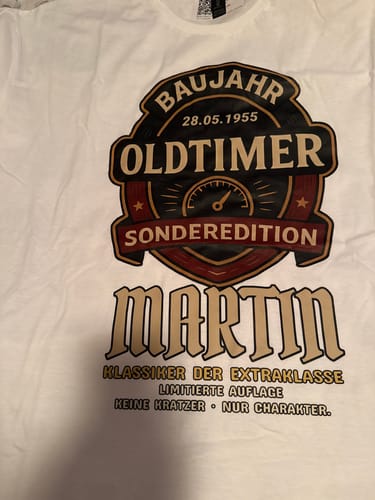 BAUJAHR
28.05.1955
OLDTIMER
SONDEREDITION
MARTIN
KLASSIKER DER EXTRAKLASSE
LIMITIERTE AUFLAGE
KEINE KRATZER · NUR CHARAKTER.